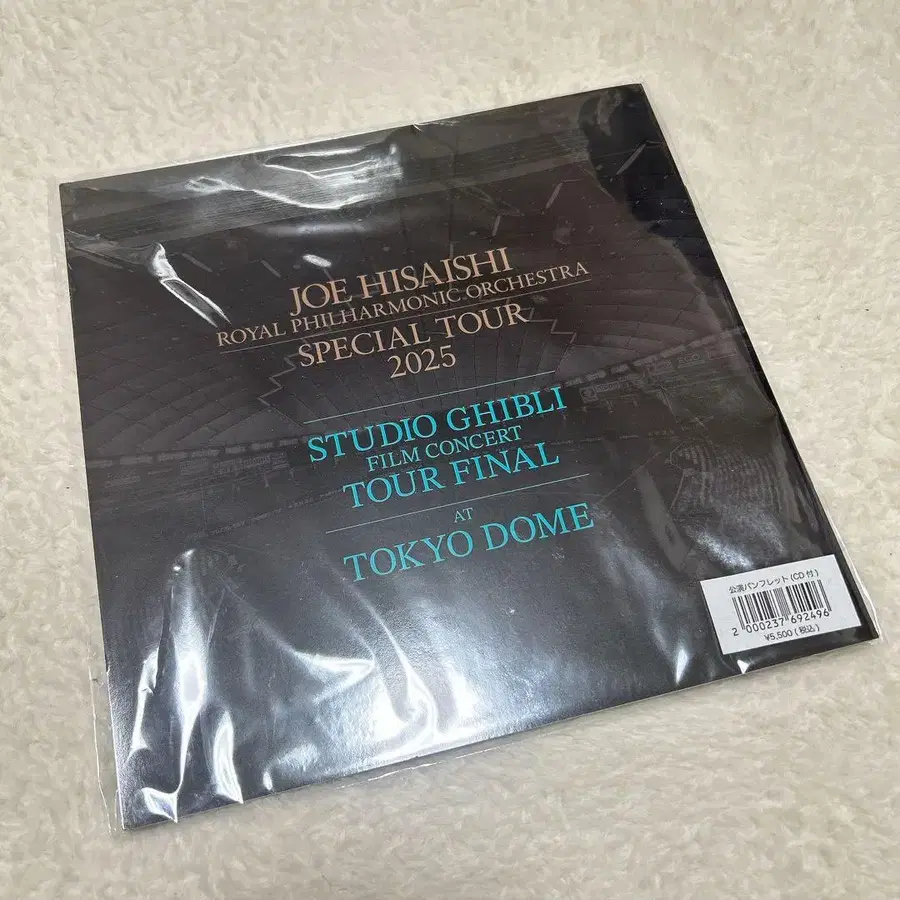 JOE HISAISHI
ROYAL PHILHARMONIC ORCHESTRA
SPECIAL TOUR
2025
STUDIO GHIBLI
FILM CONCERT
TOUR FINAL
AT
TOKYO DOME
公演パンフレット(CD付)
2 000237 692496
¥5,500(税込)